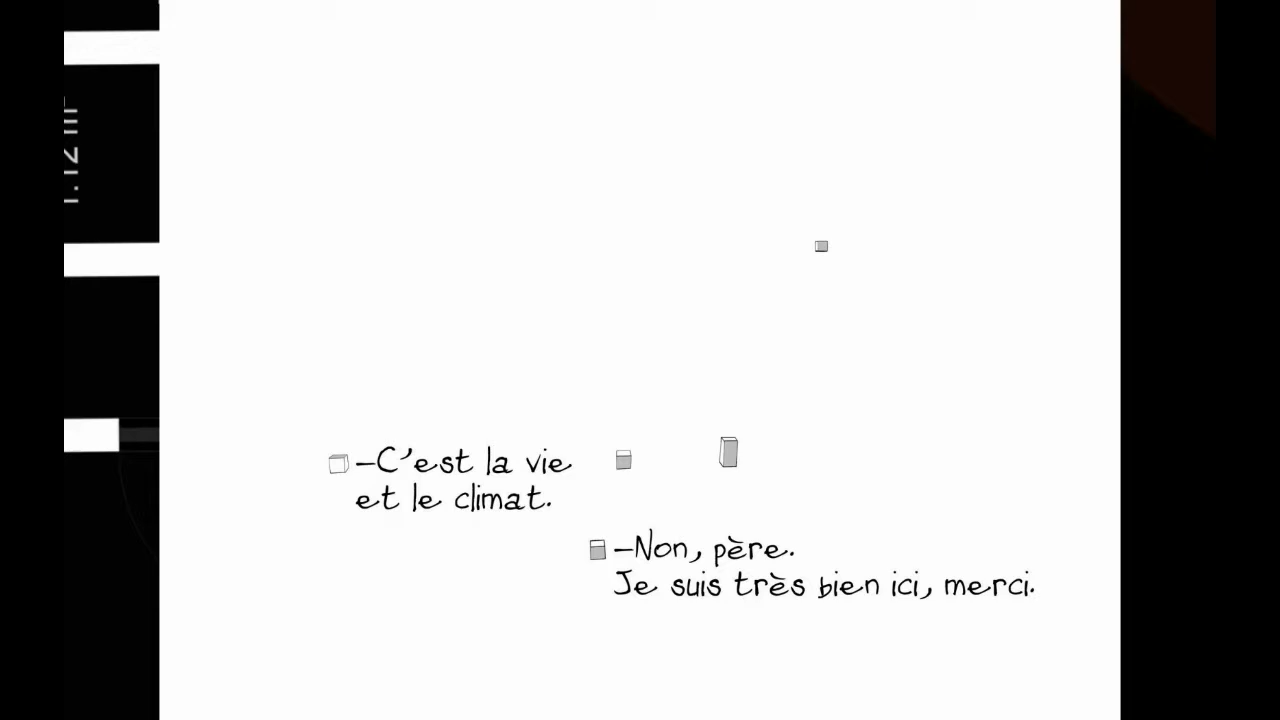 –C'est la vie
et le climat.
–Non, père.
Je suis très bien ici, merci.